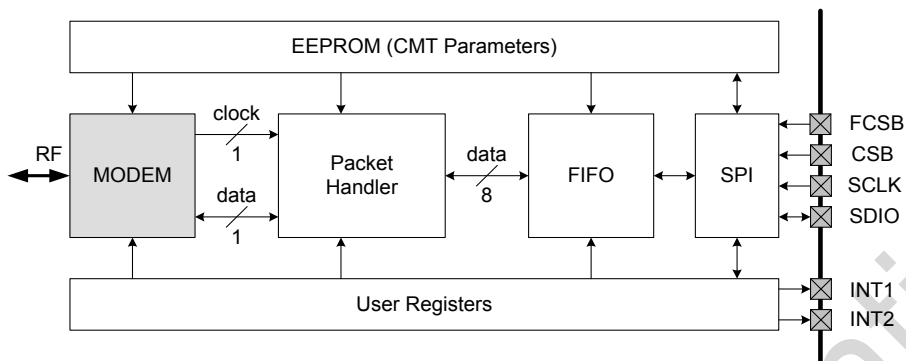 EEPROM (CMT Parameters)
RF
MODEM
clock
1
data
1
Packet
Handler
data
8
FIFO
SPI
FCSB
CSB
SCLK
SDIO
User Registers
INT1
INT2